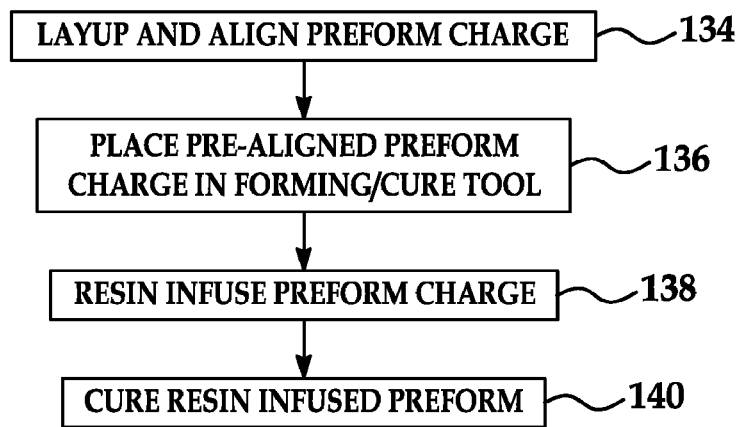 LAYUP AND ALIGN PREFORM CHARGE
134
PLACE PRE-ALIGNED PREFORM
CHARGE IN FORMING/CURE TOOL
136
RESIN INFUSE PREFORM CHARGE
138
CURE RESIN INFUSED PREFORM
140